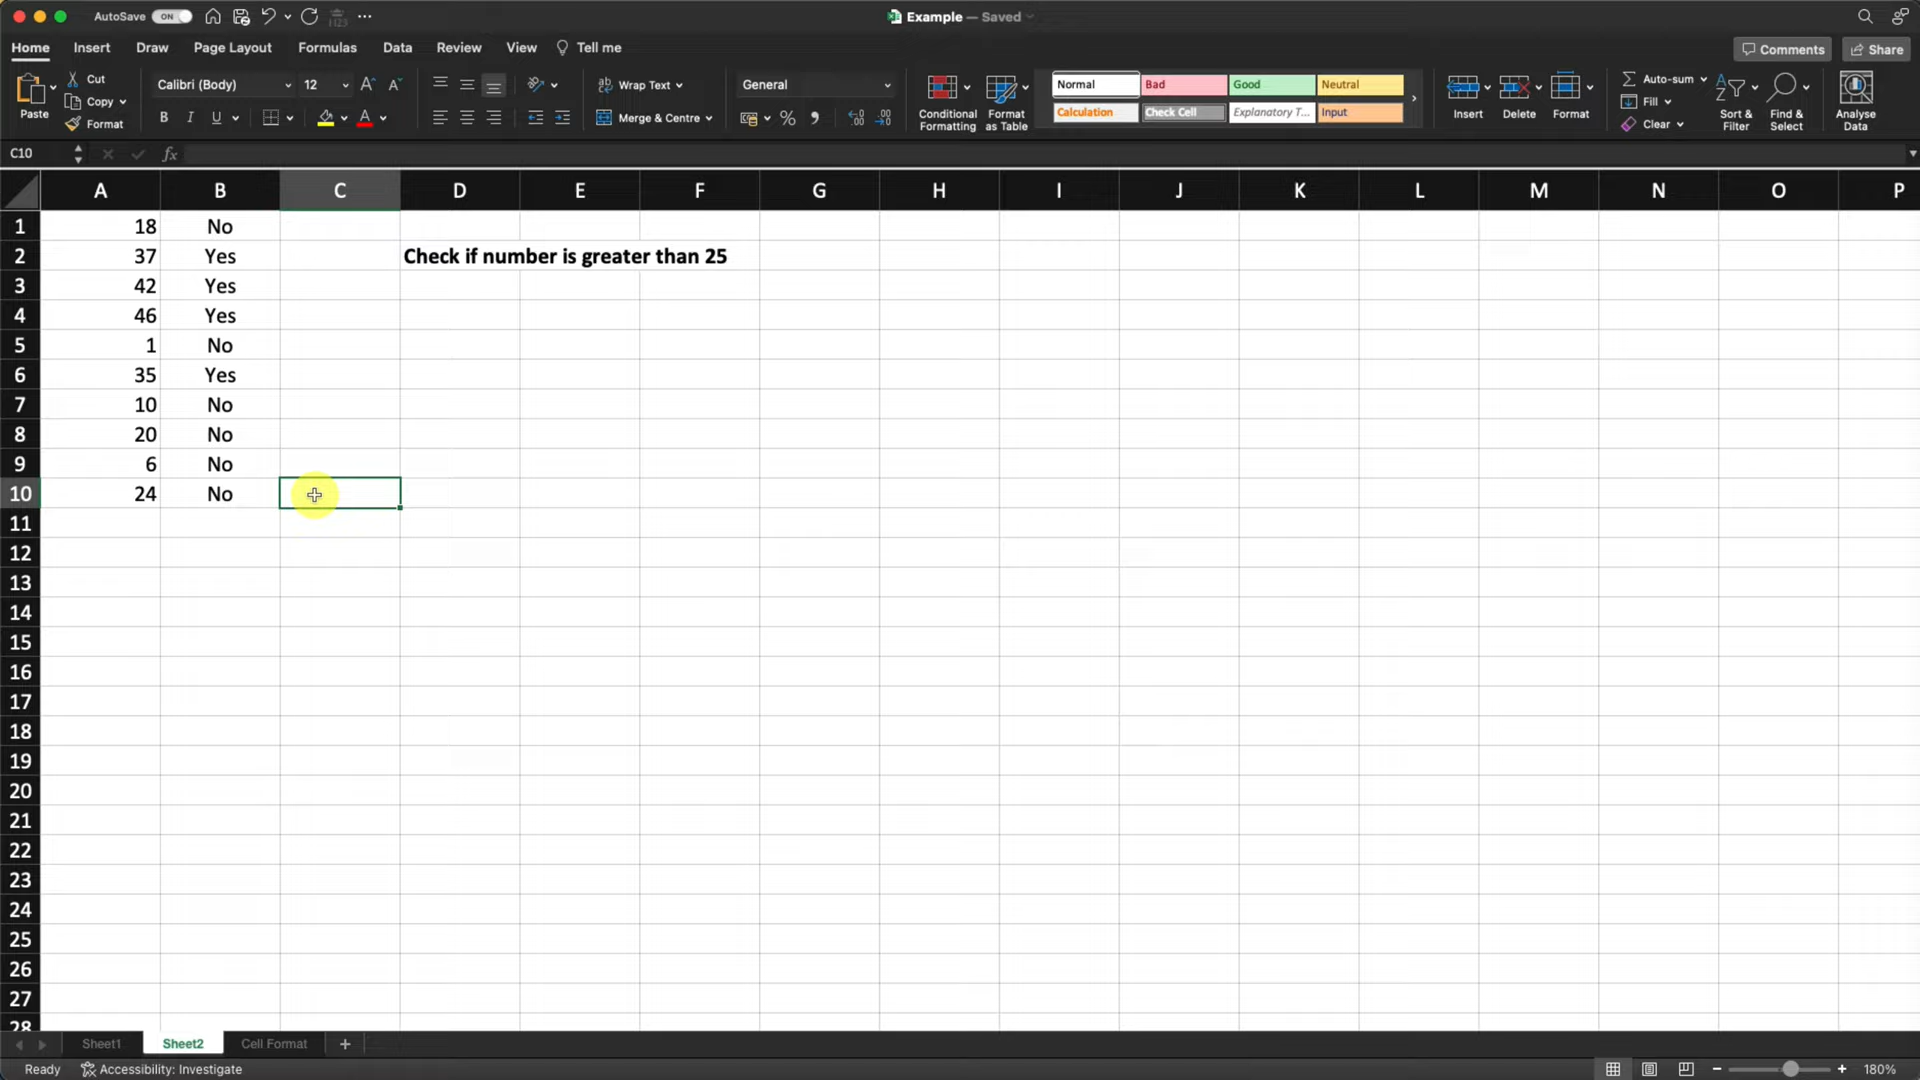 AutoSave ON
Example — Saved
Home Insert Draw Page Layout Formulas Data Review View Tell me
Comments Share
Paste
Cut
Copy
Format
Calibri (Body) 12
B I U
Wrap Text
Merge & Centre
General
Conditional Formatting
Format as Table
Normal Bad Good Neutral
Calculation Check Cell Explanatory T... Input
Insert Delete Format
Auto-sum
Fill
Clear
Sort & Filter
Find & Select
Analyse Data
C10 fx
A B C D E F G H I J K L M N O P
1 18 No
2 37 Yes Check if number is greater than 25
3 42 Yes
4 46 Yes
5 1 No
6 35 Yes
7 10 No
8 20 No
9 6 No
10 24 No
11
12
13
14
15
16
17
18
19
20
21
22
23
24
25
26
27
28
Sheet1 Sheet2 Cell Format +
Ready Accessibility: Investigate
180%